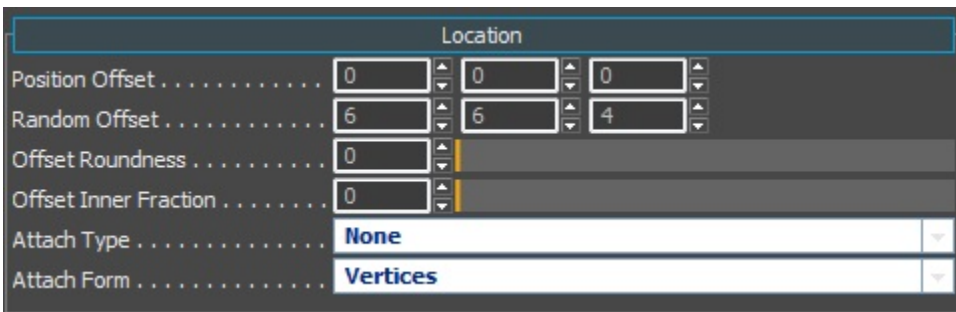 Location
Position Offset . . . . . . . . . . . . 0 0 0
Random Offset . . . . . . . . . . . . 6 6 4
Offset Roundness . . . . . . . . . . 0
Offset Inner Fraction . . . . . . . . 0
Attach Type . . . . . . . . . . . . . . None
Attach Form . . . . . . . . . . . . . . Vertices